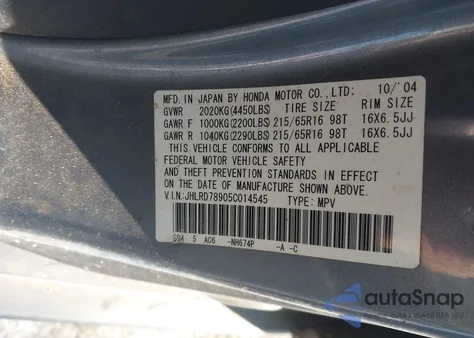 MFD. IN JAPAN BY HONDA MOTOR CO., LTD: 10/'04
GVWR 2020KG(4450LBS) TIRE SIZE RIM SIZE
GAWR F 1000KG(2200LBS) 215/65R16 98T 16X6.5JJ
GAWR R 1040KG(2290LBS) 215/65R16 98T 16X6.5JJ
THIS VEHICLE CONFORMS TO ALL APPLICABLE
FEDERAL MOTOR VEHICLE SAFETY
AND THEFT PREVENTION STANDARDS IN EFFECT
ON THE DATE OF MANUFACTURE SHOWN ABOVE.
V.I.N.:JHLRD78905C014545 TYPE: MPV
S9A 5 AC6 -NH674P -A -C
autoSnap